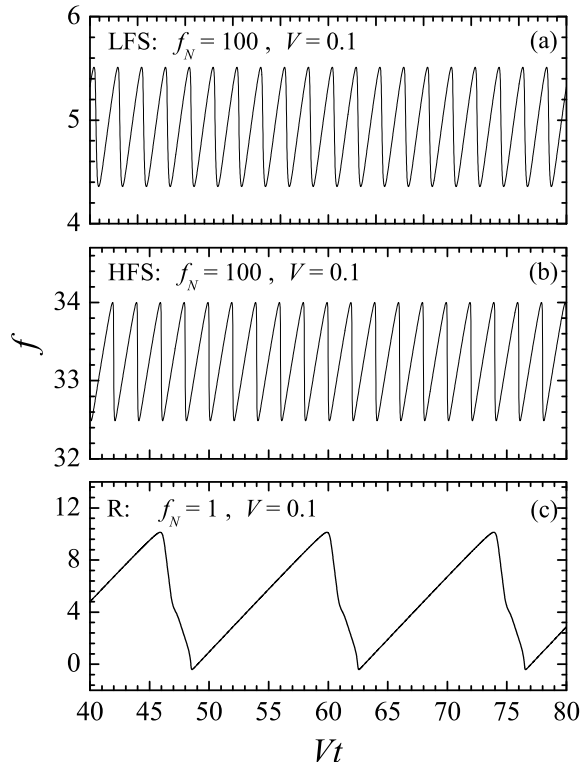 6
LFS: f_N = 100 , V = 0.1 (a)
5
4
HFS: f_N = 100 , V = 0.1 (b)
34
f
33
32
R: f_N = 1 , V = 0.1 (c)
12
8
4
0
40 45 50 55 60 65 70 75 80
Vt